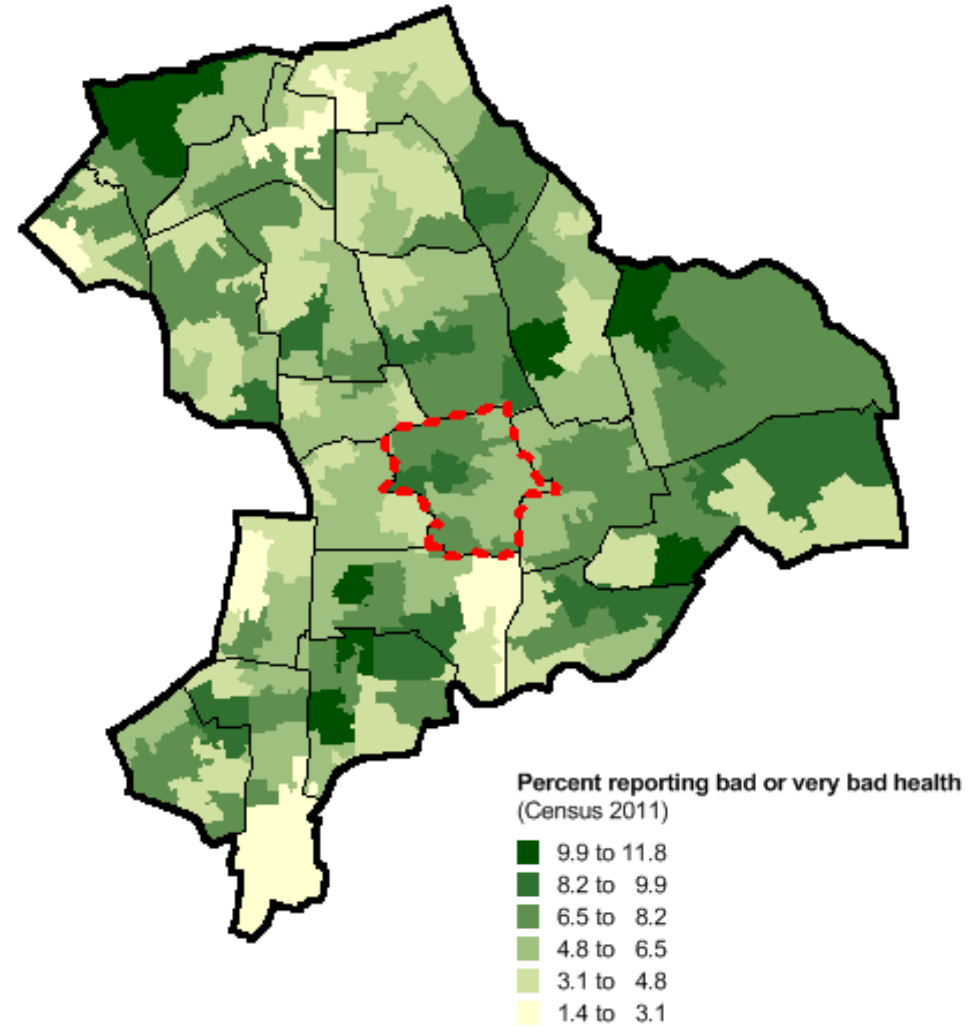 Percent reporting bad or very bad health
(Census 2011)
9.9 to 11.8
8.2 to 9.9
6.5 to 8.2
4.8 to 6.5
3.1 to 4.8
1.4 to 3.1